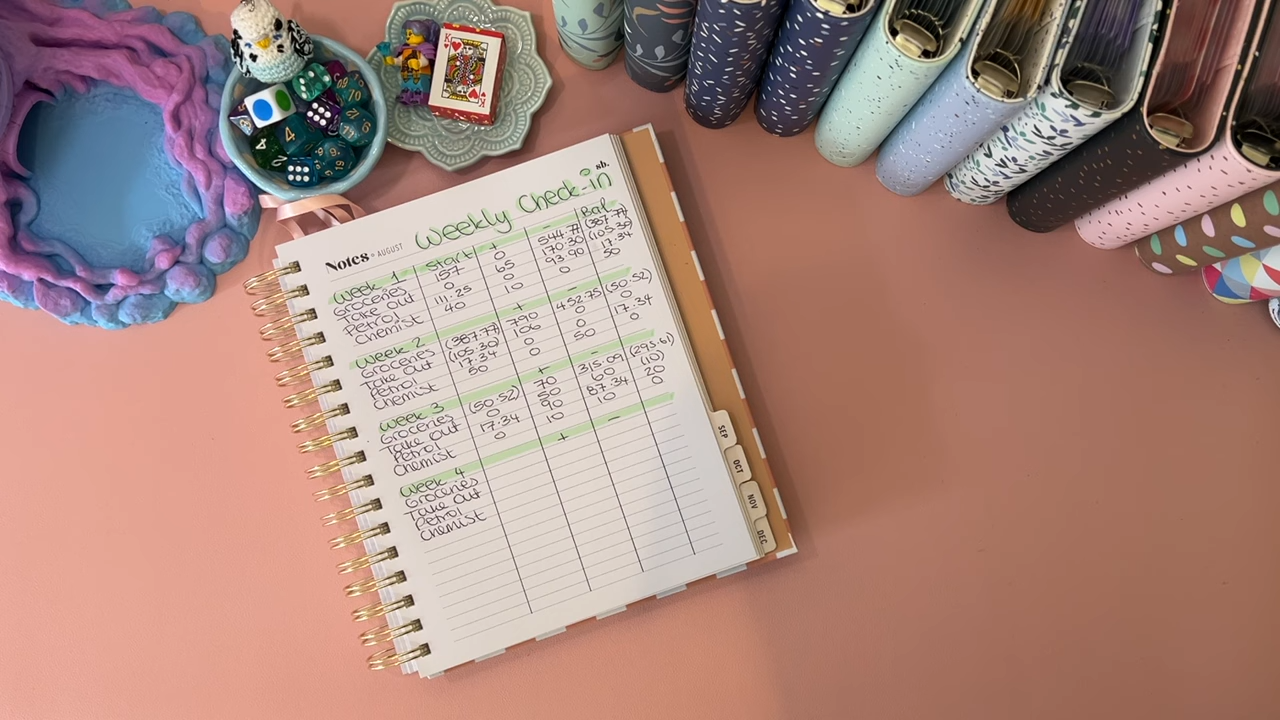 sb.
Weekly Check-in
Notes • AUGUST
Week 1 Start + - Bal
Groceries 157 0 544.77 (387.77)
Take out 0 65 170.30 (105.30)
Petrol 111.25 0 93.90 17.34
Chemist 40 10 0 50
Week 2 + -
Groceries (387.77) 790 452.75 (50.52)
Take out (105.30) 106 0 0
Petrol 17.34 0 0 17.34
Chemist 50 0 50 0
Week 3 + -
Groceries (50.52) 70 315.09 (295.61)
Take out 0 50 60 (10)
Petrol 17.34 90 87.34 20
Chemist 0 10 10 0
Week 4 + -
Groceries
Take out
Petrol
Chemist
SEP
OCT
NOV
DEC
K
4